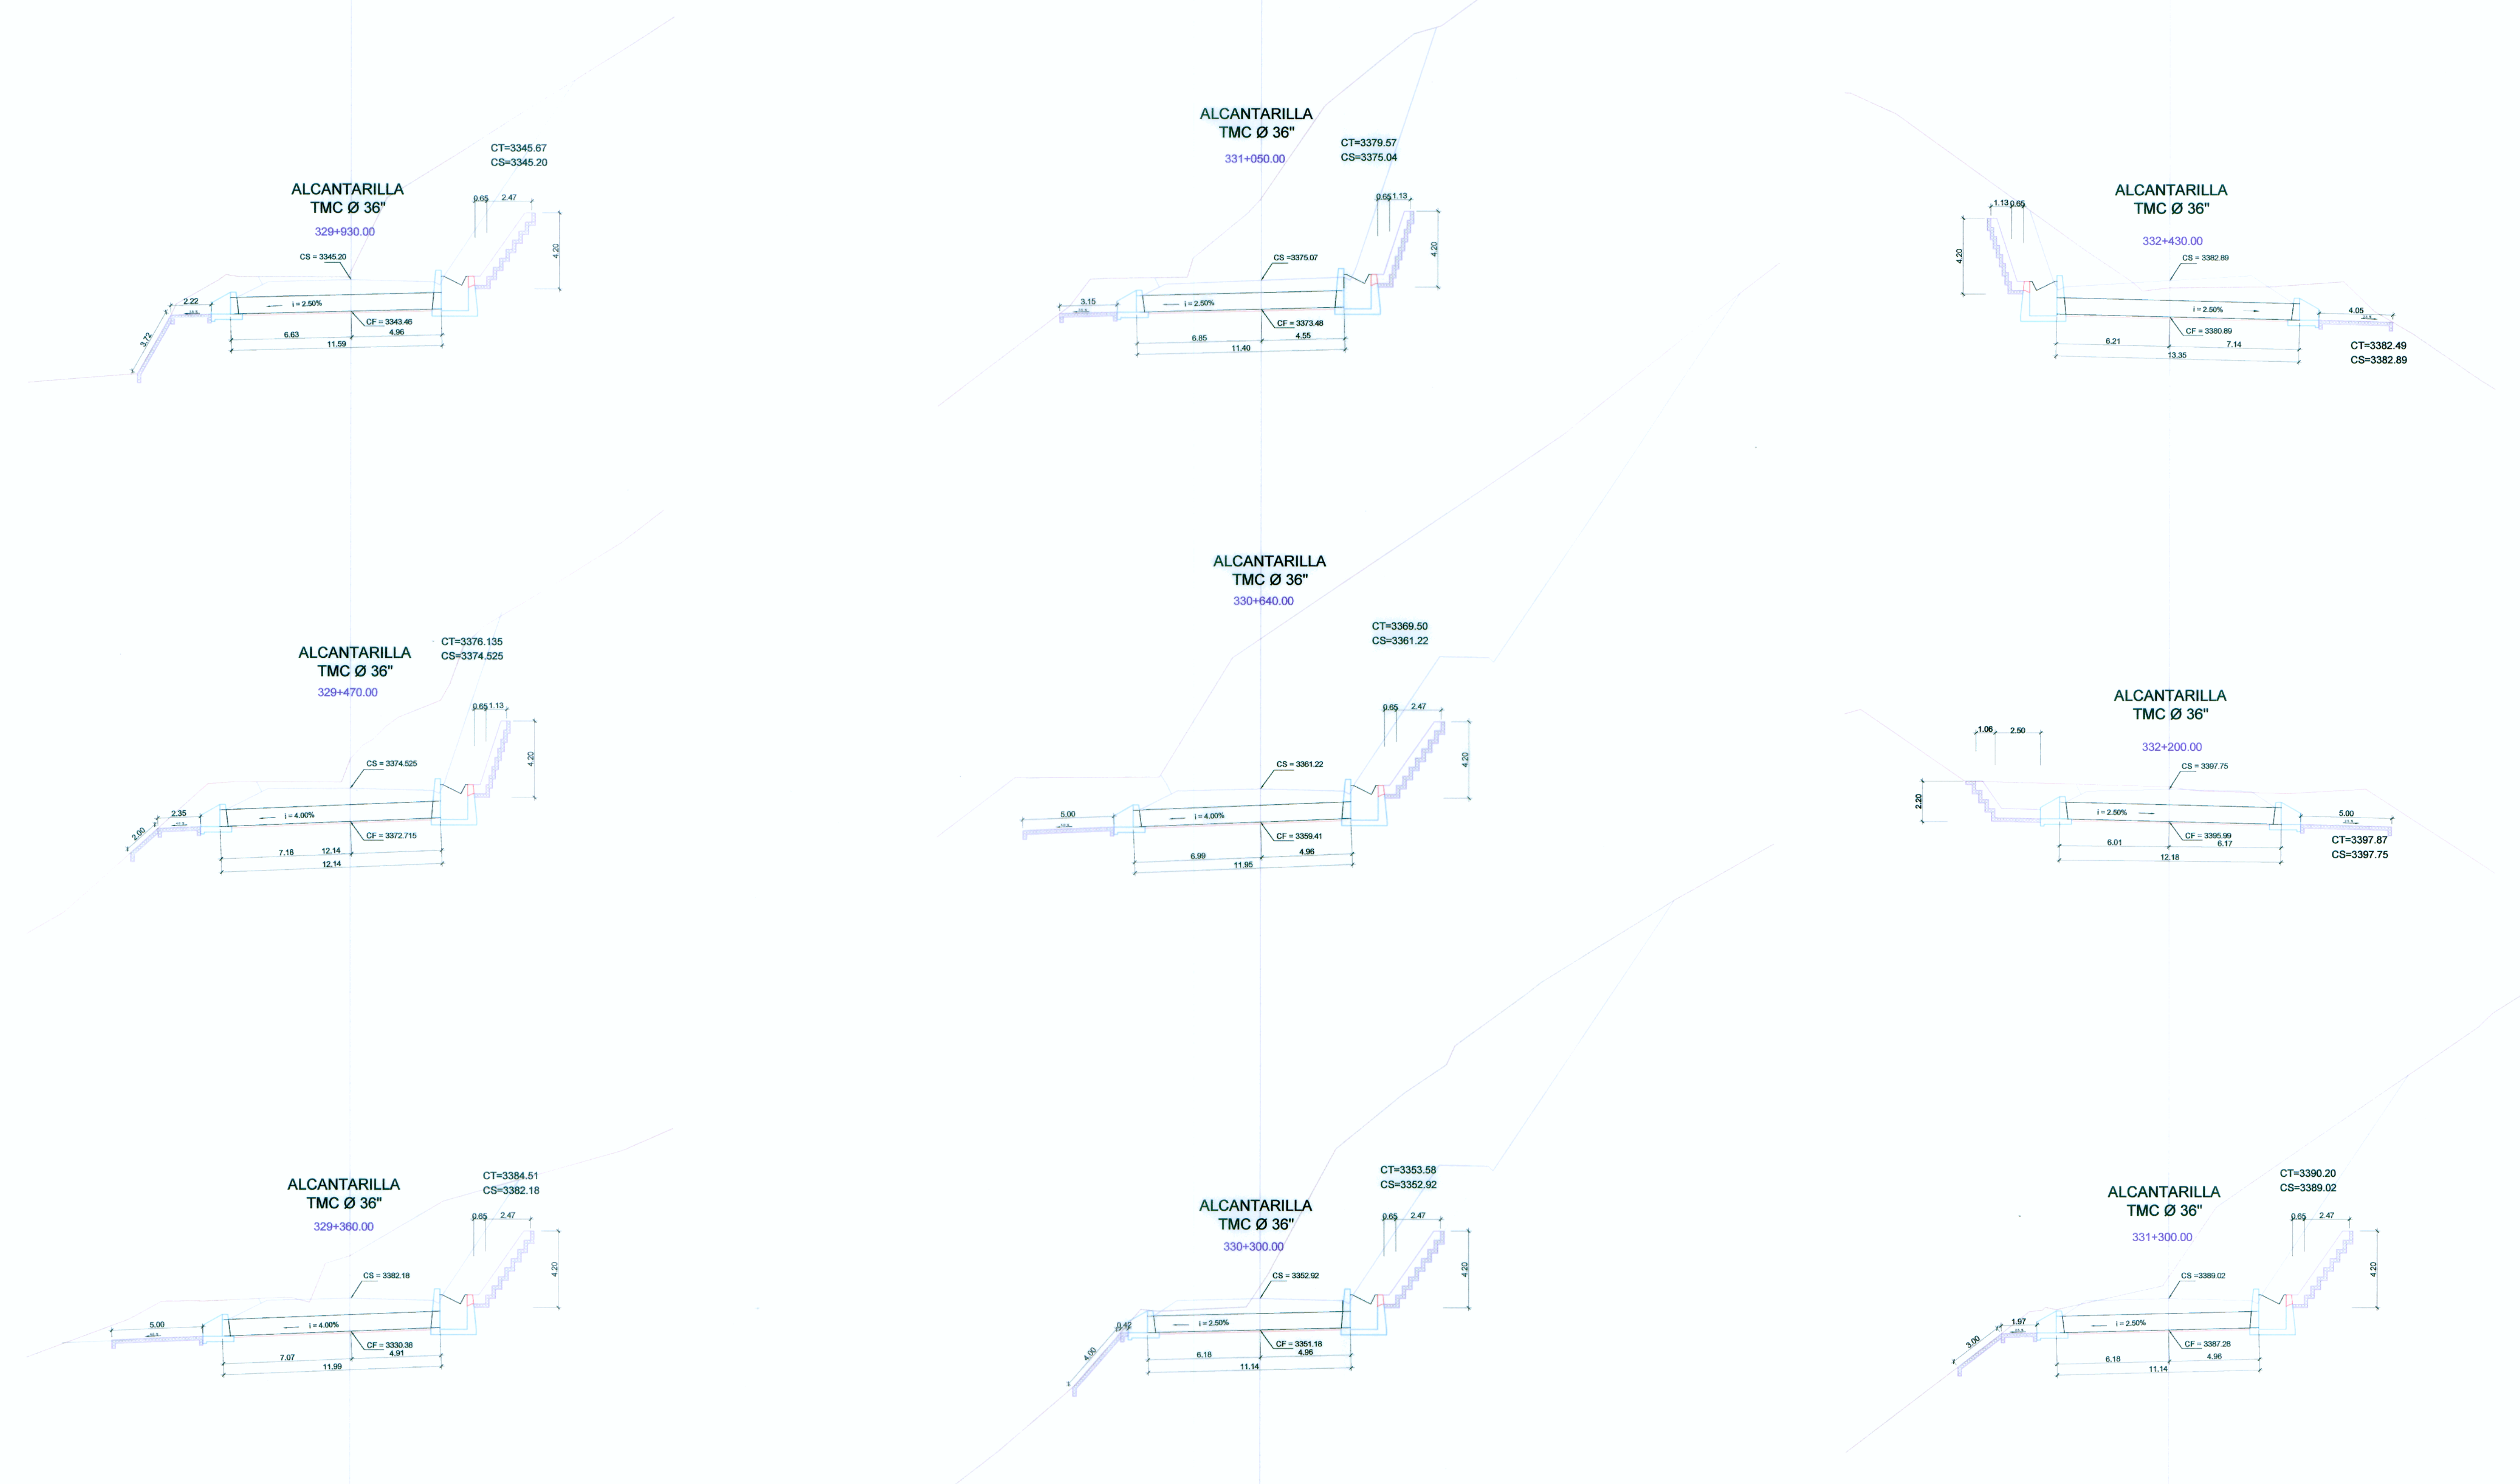 ALCANTARILLA
TMC Ø 36"
329+930.00
CT=3345.67
CS=3345.20
0.65
2.47
4.20
CS = 3345.20
2.22
3.72
i = 2.50%
CF = 3343.46
6.63
4.96
11.59
ALCANTARILLA
TMC Ø 36"
331+050.00
CT=3379.57
CS=3375.04
0.65
1.13
4.20
CS =3375.07
3.15
i = 2.50%
CF = 3373.48
6.85
4.55
11.40
ALCANTARILLA
TMC Ø 36"
332+430.00
1.13
0.65
4.20
CS = 3382.89
i = 2.50%
4.05
CF = 3380.89
6.21
7.14
13.35
CT=3382.49
CS=3382.89
ALCANTARILLA
TMC Ø 36"
329+470.00
CT=3376.135
CS=3374.525
0.65
1.13
4.20
CS = 3374.525
2.35
2.00
i = 4.00%
CF = 3372.715
7.18
12.14
12.14
ALCANTARILLA
TMC Ø 36"
330+640.00
CT=3369.50
CS=3361.22
0.65
2.47
4.20
CS = 3361.22
5.00
i = 4.00%
CF = 3359.41
6.99
4.96
11.95
ALCANTARILLA
TMC Ø 36"
332+200.00
1.06
2.50
2.20
CS = 3397.75
i = 2.50%
5.00
CF = 3395.99
6.01
6.17
12.18
CT=3397.87
CS=3397.75
ALCANTARILLA
TMC Ø 36"
329+360.00
CT=3384.51
CS=3382.18
0.65
2.47
4.20
CS = 3382.18
5.00
i = 4.00%
CF = 3330.38
7.07
4.91
11.99
ALCANTARILLA
TMC Ø 36"
330+300.00
CT=3353.58
CS=3352.92
0.65
2.47
4.20
CS = 3352.92
0.42
4.00
i = 2.50%
CF = 3351.18
6.18
4.96
11.14
ALCANTARILLA
TMC Ø 36"
331+300.00
CT=3390.20
CS=3389.02
0.65
2.47
4.20
CS =3389.02
1.97
3.00
i = 2.50%
CF = 3387.28
6.18
4.96
11.14